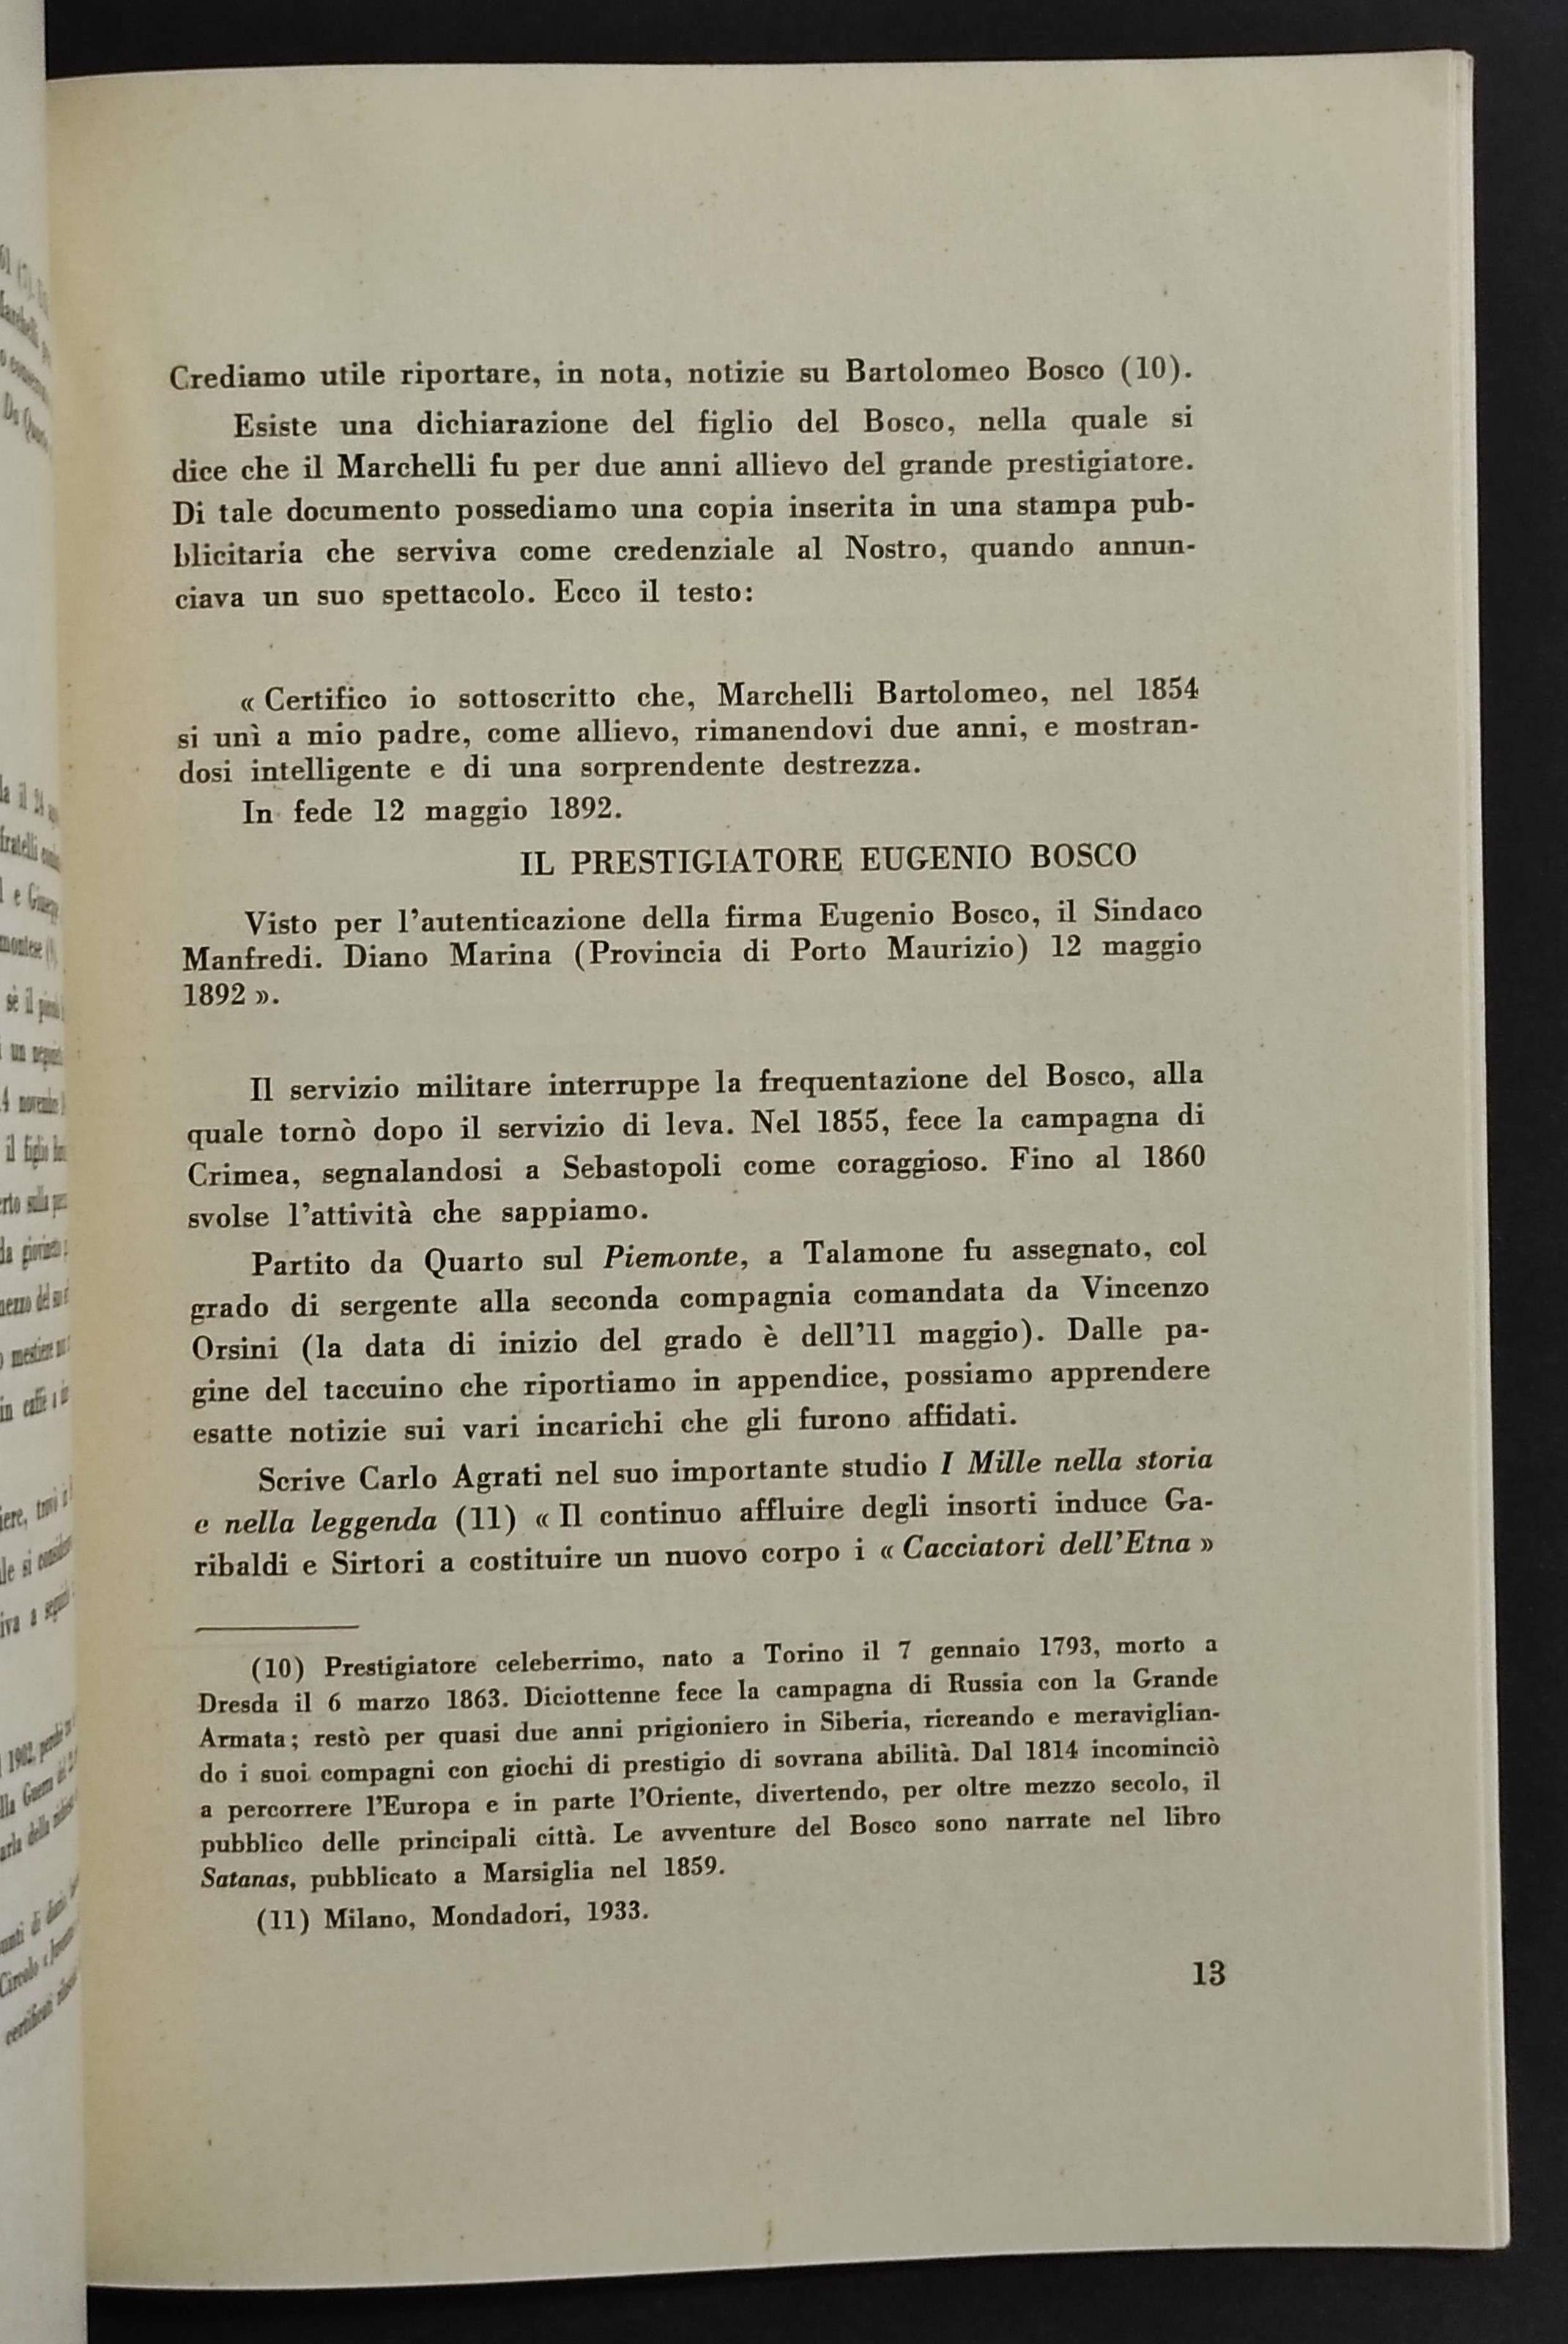 Crediamo utile riportare, in nota, notizie su Bartolomeo Bosco (10).
Esiste una dichiarazione del figlio del Bosco, nella quale si
dice che il Marchelli fu per due anni allievo del grande prestigiatore.
Di tale documento possediamo una copia inserita in una stampa pub-
blicitaria che serviva come credenziale al Nostro, quando annun-
ciava un suo spettacolo. Ecco il testo:
« Certifico io sottoscritto che, Marchelli Bartolomeo, nel 1854
si unì a mio padre, come allievo, rimanendovi due anni, e mostran-
dosi intelligente e di una sorprendente destrezza.
In fede 12 maggio 1892.
IL PRESTIGIATORE EUGENIO BOSCO
Visto per l'autenticazione della firma Eugenio Bosco, il Sindaco
Manfredi. Diano Marina (Provincia di Porto Maurizio) 12 maggio
1892 ».
Il servizio militare interruppe la frequentazione del Bosco, alla
quale tornò dopo il servizio di leva. Nel 1855, fece la campagna di
Crimea, segnalandosi a Sebastopoli come coraggioso. Fino al 1860
svolse l'attività che sappiamo.
Partito da Quarto sul Piemonte, a Talamone fu assegnato, col
grado di sergente alla seconda compagnia comandata da Vincenzo
Orsini (la data di inizio del grado è dell'11 maggio). Dalle pa-
gine del taccuino che riportiamo in appendice, possiamo apprendere
esatte notizie sui vari incarichi che gli furono affidati.
Scrive Carlo Agrati nel suo importante studio I Mille nella storia
e nella leggenda (11) « Il continuo affluire degli insorti induce Ga-
ribaldi e Sirtori a costituire un nuovo corpo i « Cacciatori dell'Etna »
(10) Prestigiatore celeberrimo, nato a Torino il 7 gennaio 1793, morto a
Dresda il 6 marzo 1863. Diciottenne fece la campagna di Russia con la Grande
Armata; restò per quasi due anni prigioniero in Siberia, ricreando e meraviglian-
do i suoi compagni con giochi di prestigio di sovrana abilità. Dal 1814 incominciò
a percorrere l'Europa e in parte l'Oriente, divertendo, per oltre mezzo secolo, il
pubblico delle principali città. Le avventure del Bosco sono narrate nel libro
Satanas, pubblicato a Marsiglia nel 1859.
(11) Milano, Mondadori, 1933.
13